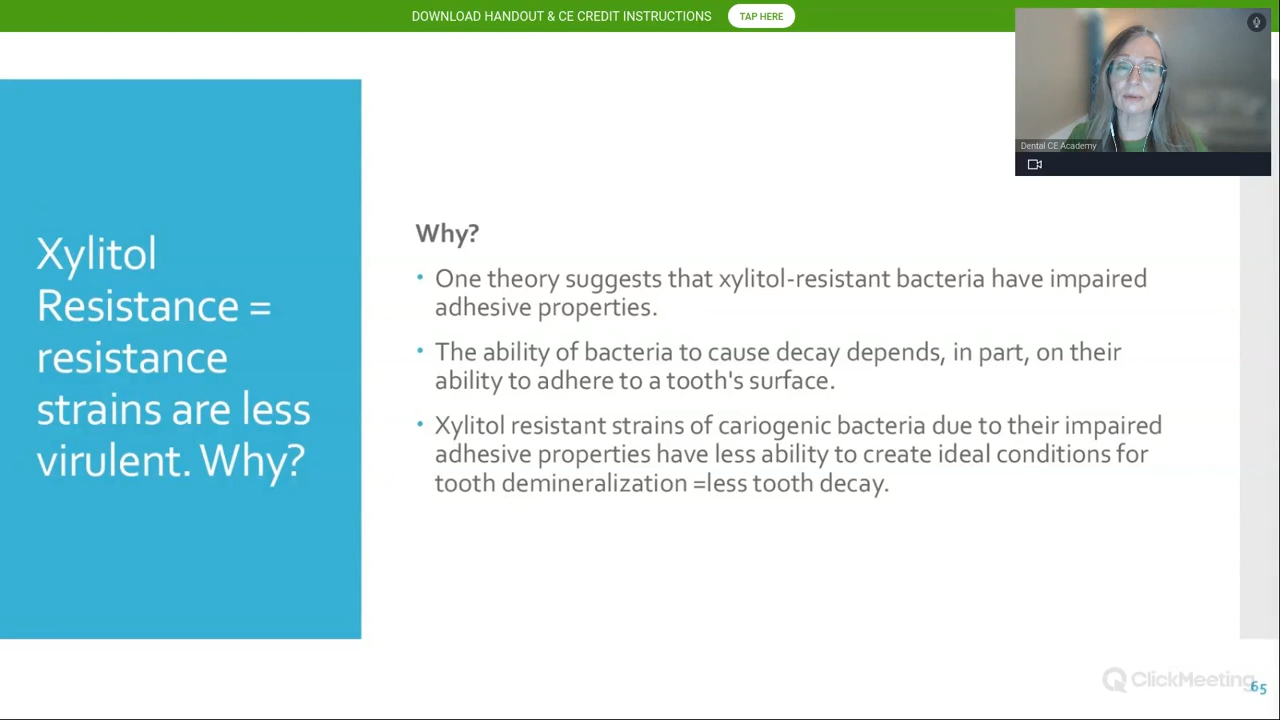 DOWNLOAD HANDOUT & CE CREDIT INSTRUCTIONS TAP HERE
Dental CE Academy
Xylitol
Resistance =
resistance
strains are less
virulent. Why?
Why?
• One theory suggests that xylitol-resistant bacteria have impaired
adhesive properties.
• The ability of bacteria to cause decay depends, in part, on their
ability to adhere to a tooth's surface.
• Xylitol resistant strains of cariogenic bacteria due to their impaired
adhesive properties have less ability to create ideal conditions for
tooth demineralization =less tooth decay.
ClickMeeting
65